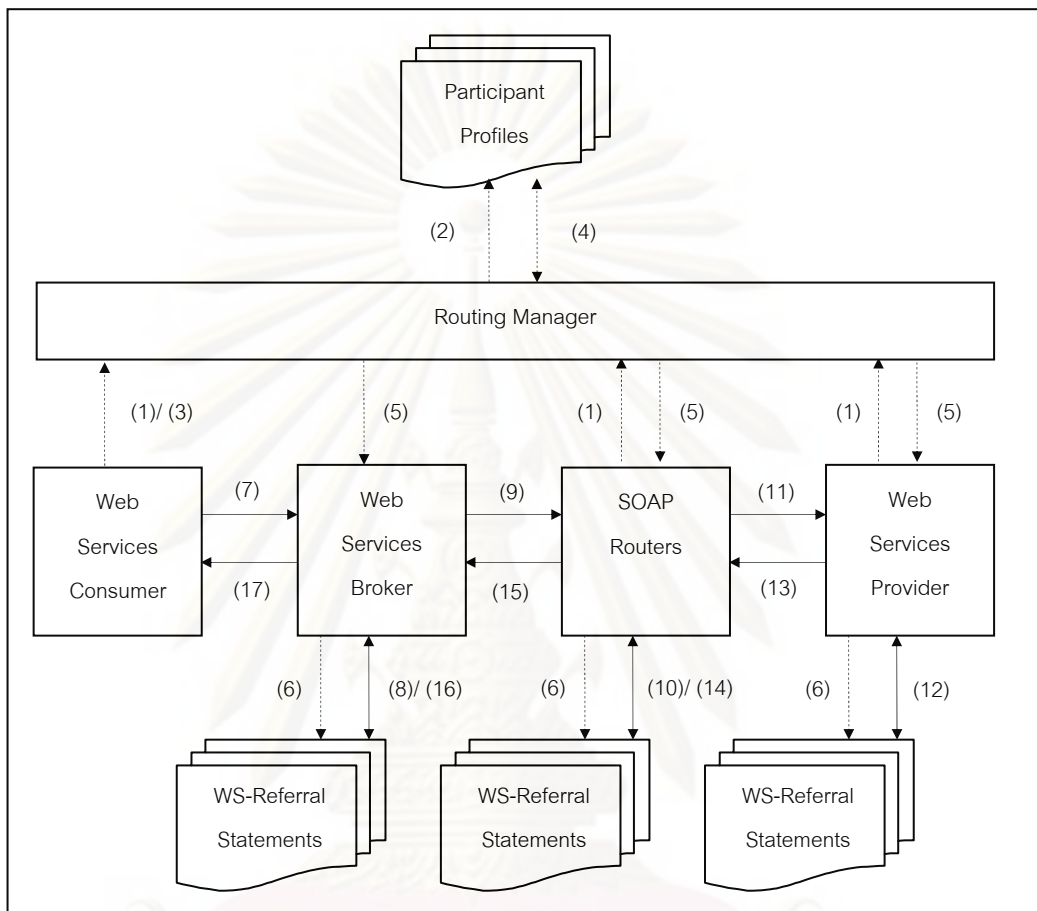 Participant
Profiles
(2)
(4)
Routing Manager
(1)/ (3)
(5)
(1)
(5)
(1)
(5)
Web
Services
Consumer
(7)
(17)
Web
Services
Broker
(9)
(15)
SOAP
Routers
(11)
(13)
Web
Services
Provider
(6)
(8)/ (16)
(6)
(10)/ (14)
(6)
(12)
WS-Referral
Statements
WS-Referral
Statements
WS-Referral
Statements